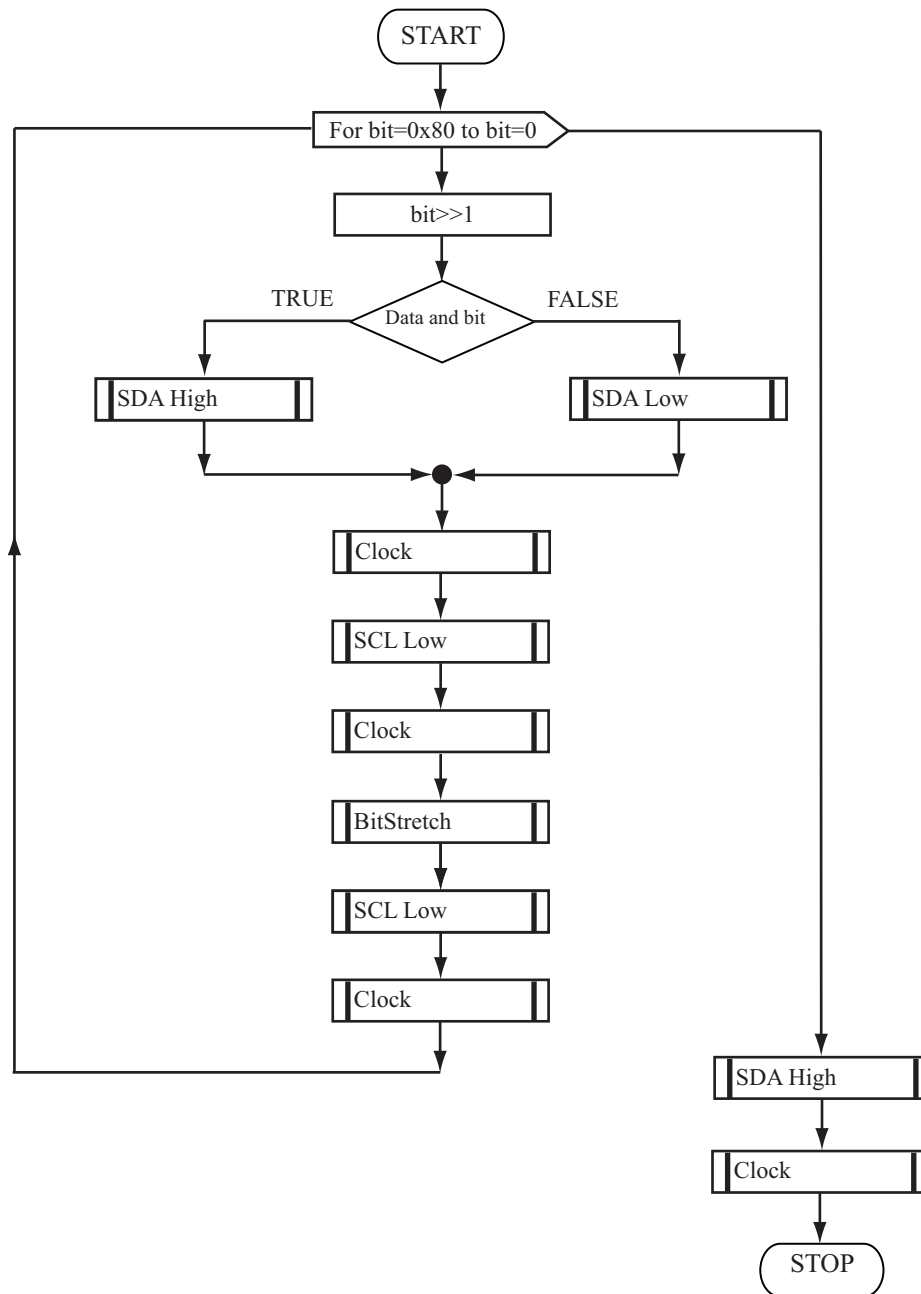 START
For bit=0x80 to bit=0
bit>>1
TRUE
FALSE
Data and bit
SDA High
SDA Low
Clock
SCL Low
Clock
BitStretch
SCL Low
Clock
SDA High
Clock
STOP